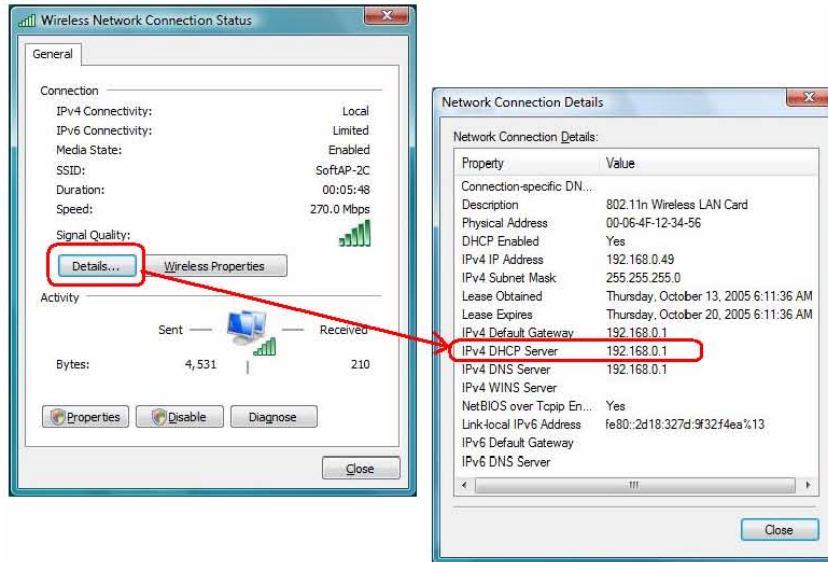 Wireless Network Connection Status
General
Connection
IPv4 Connectivity: Local
IPv6 Connectivity: Limited
Media State: Enabled
SSID: SoftAP-2C
Duration: 00:05:48
Speed: 270.0 Mbps
Signal Quality:
Details... Wireless Properties
Activity
Sent Received
Bytes: 4,531 210
Properties Disable Diagnose
Close
Network Connection Details
Network Connection Details:
Property Value
Connection-specific DN...
Description 802.11n Wireless LAN Card
Physical Address 00-06-4F-12-34-56
DHCP Enabled Yes
IPv4 IP Address 192.168.0.49
IPv4 Subnet Mask 255.255.255.0
Lease Obtained Thursday, October 13, 2005 6:11:36 AM
Lease Expires Thursday, October 20, 2005 6:11:36 AM
IPv4 Default Gateway 192.168.0.1
IPv4 DHCP Server 192.168.0.1
IPv4 DNS Server 192.168.0.1
IPv4 WINS Server
NetBIOS over Tcpip En... Yes
Link-local IPv6 Address fe80::2d18:327d:9f32:f4ea%13
IPv6 Default Gateway
IPv6 DNS Server
Close